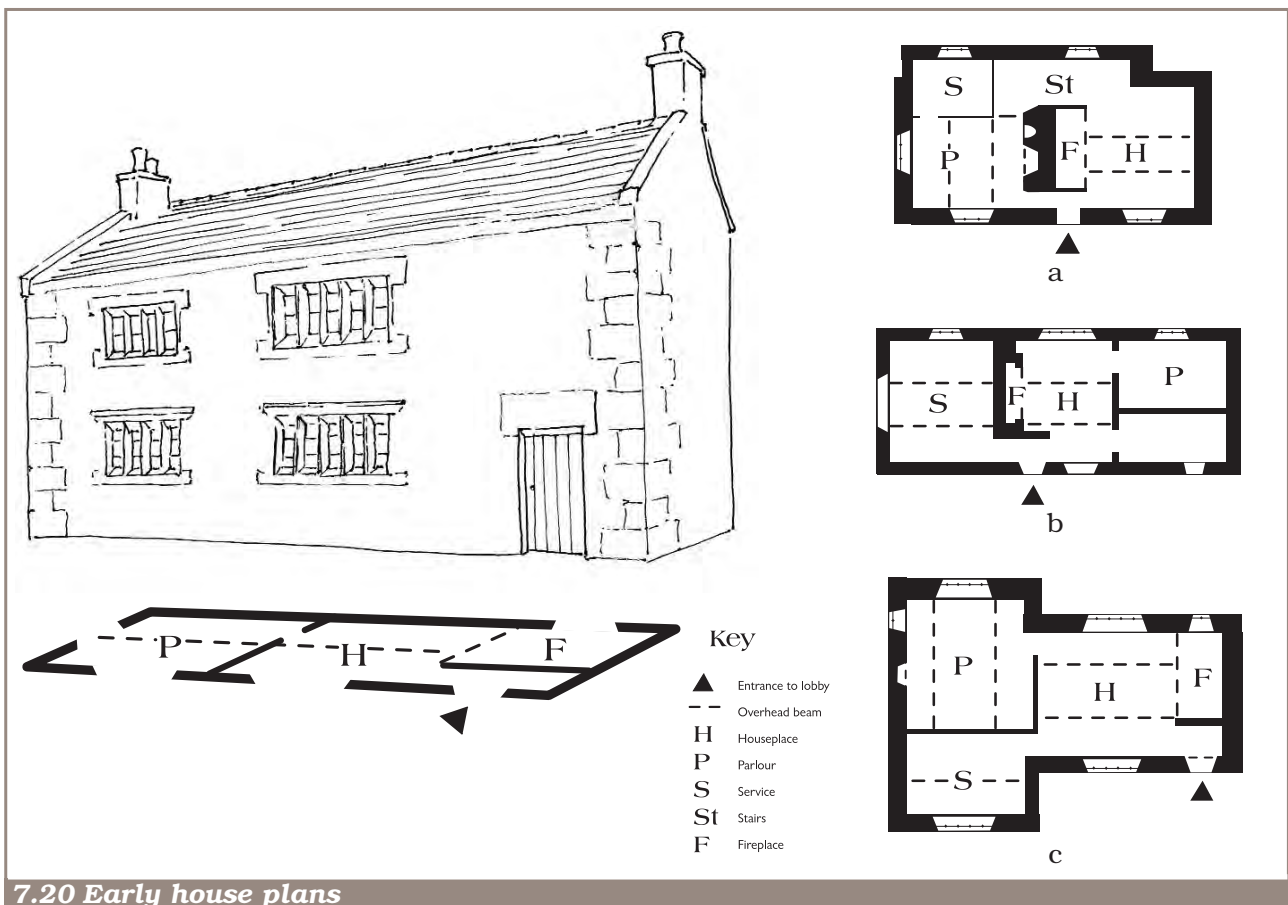 P
H
F
S
St
P
F
H
a
S
F
H
P
b
P
H
F
S
c
Key
Entrance to lobby
Overhead beam
H Houseplace
P Parlour
S Service
St Stairs
F Fireplace
7.20 Early house plans